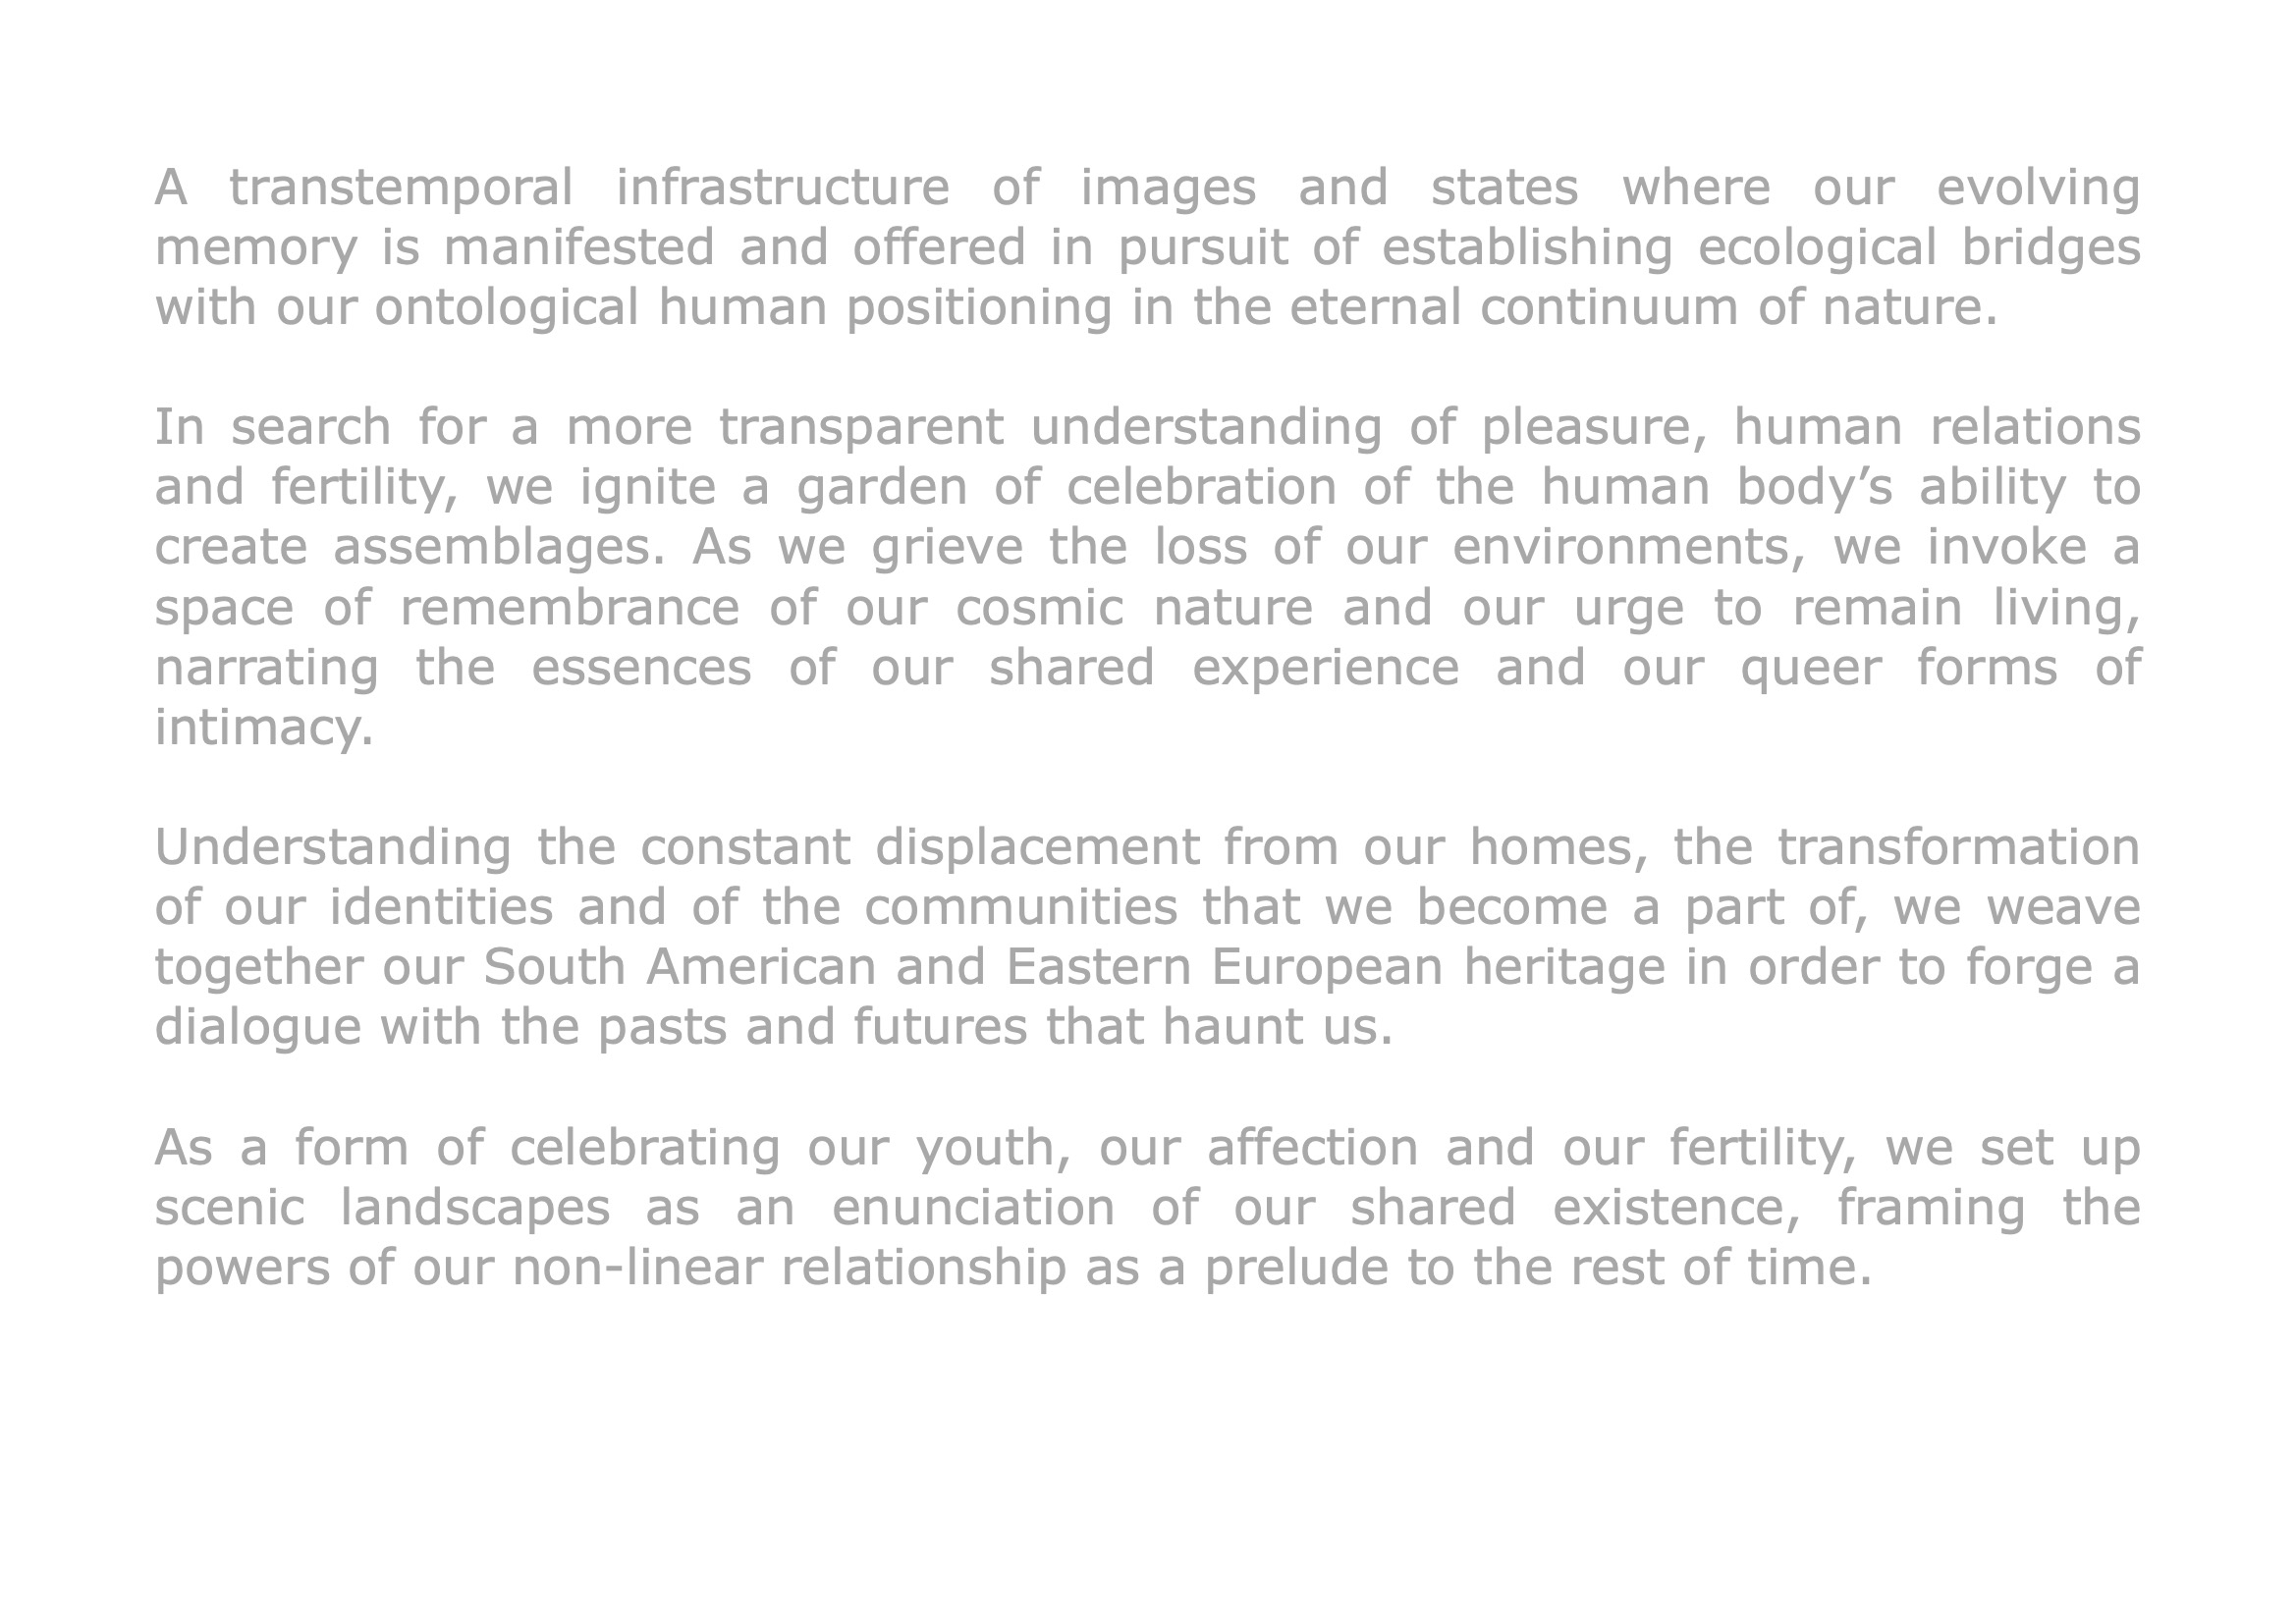 A transtemporal infrastructure of images and states where our evolving
memory is manifested and offered in pursuit of establishing ecological bridges
with our ontological human positioning in the eternal continuum of nature.
In search for a more transparent understanding of pleasure, human relations
and fertility, we ignite a garden of celebration of the human body’s ability to
create assemblages. As we grieve the loss of our environments, we invoke a
space of remembrance of our cosmic nature and our urge to remain living,
narrating the essences of our shared experience and our queer forms of
intimacy.
Understanding the constant displacement from our homes, the transformation
of our identities and of the communities that we become a part of, we weave
together our South American and Eastern European heritage in order to forge a
dialogue with the pasts and futures that haunt us.
As a form of celebrating our youth, our affection and our fertility, we set up
scenic landscapes as an enunciation of our shared existence, framing the
powers of our non-linear relationship as a prelude to the rest of time.